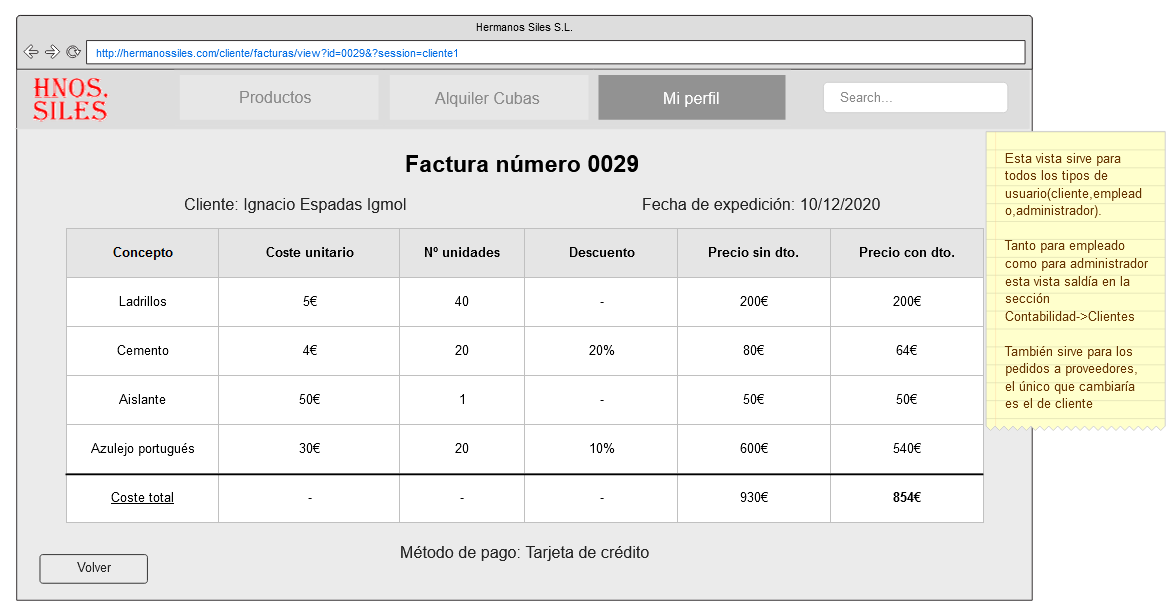 Hermanos Siles S.L.
http://hermanossiles.com/cliente/facturas/view?id=0029&?session=cliente1
HNOS.
SILES
Productos
Alquiler Cubas
Mi perfil
Search...
Factura número 0029
Cliente: Ignacio Espadas Igmol
Fecha de expedición: 10/12/2020
Concepto Coste unitario Nº unidades Descuento Precio sin dto. Precio con dto.
Ladrillos 5€ 40 - 200€ 200€
Cemento 4€ 20 20% 80€ 64€
Aislante 50€ 1 - 50€ 50€
Azulejo portugués 30€ 20 10% 600€ 540€
Coste total - - - 930€ 854€
Método de pago: Tarjeta de crédito
Volver
Esta vista sirve para
todos los tipos de
usuario(cliente,emplead
o,administrador).
Tanto para empleado
como para administrador
esta vista saldía en la
sección
Contabilidad->Clientes
También sirve para los
pedidos a proveedores,
el único que cambiaría
es el de cliente